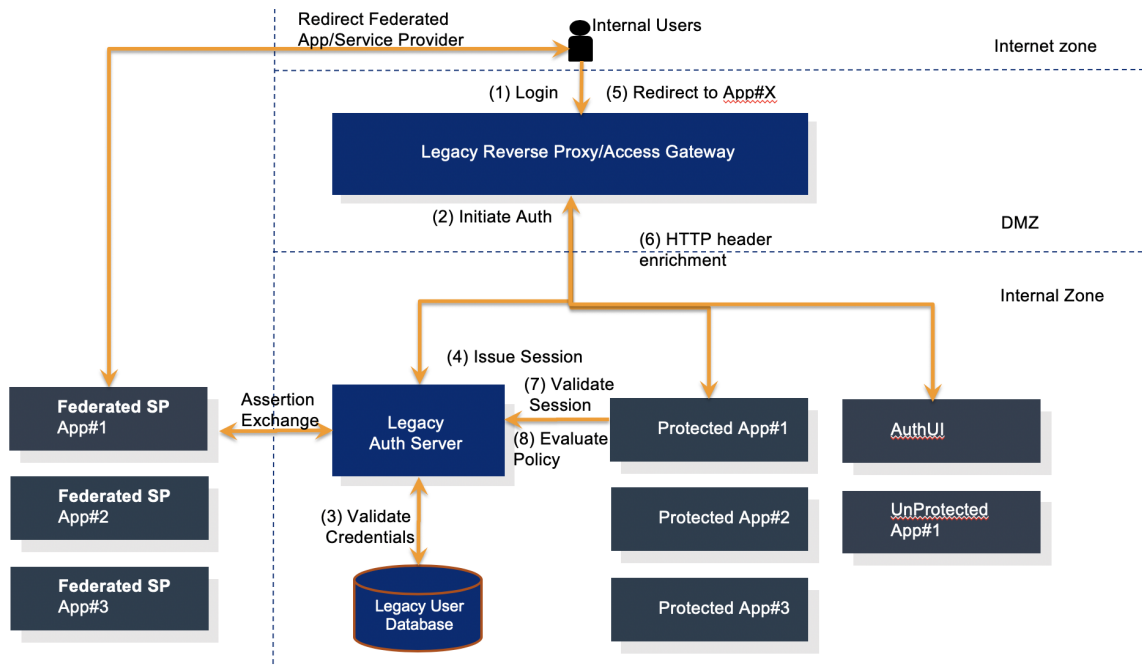 Redirect Federated
App/Service Provider
Internal Users
Internet zone
(1) Login
(5) Redirect to App#X
Legacy Reverse Proxy/Access Gateway
(2) Initiate Auth
DMZ
(6) HTTP header
enrichment
Internal Zone
(4) Issue Session
Federated SP
App#1
Assertion
Exchange
Legacy
Auth Server
(7) Validate
Session
(8) Evaluate
Policy
Protected App#1
AuthUI
Federated SP
App#2
(3) Validate
Credentials
Protected App#2
UnProtected
App#1
Federated SP
App#3
Legacy User
Database
Protected App#3